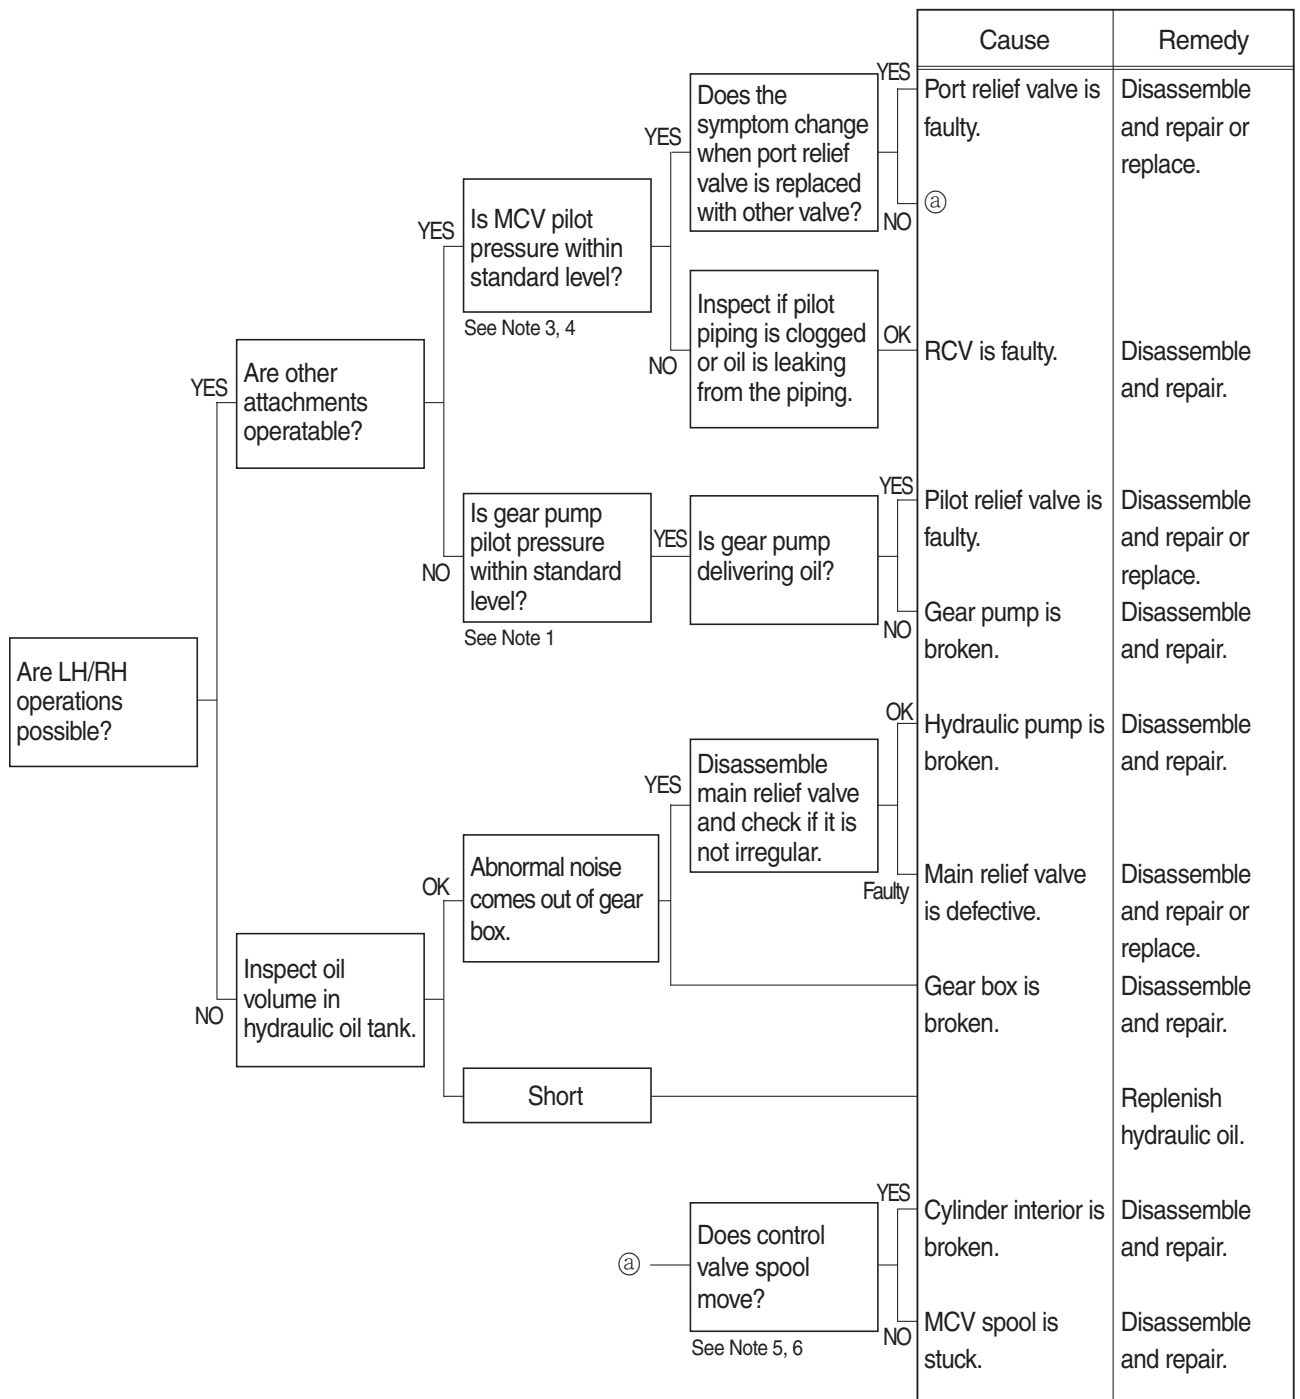 Cause
Remedy
Are LH/RH
operations
possible?
YES
Are other
attachments
operatable?
YES
Is MCV pilot
pressure within
standard level?
See Note 3, 4
YES
Does the
symptom change
when port relief
valve is replaced
with other valve?
YES
Port relief valve is
faulty.
Disassemble
and repair or
replace.
NO
ⓐ
NO
Inspect if pilot
piping is clogged
or oil is leaking
from the piping.
OK
RCV is faulty.
Disassemble
and repair.
NO
Is gear pump
pilot pressure
within standard
level?
See Note 1
YES
Is gear pump
delivering oil?
YES
Pilot relief valve is
faulty.
Disassemble
and repair or
replace.
NO
Gear pump is
broken.
Disassemble
and repair.
NO
Inspect oil
volume in
hydraulic oil tank.
OK
Abnormal noise
comes out of gear
box.
YES
Disassemble
main relief valve
and check if it is
not irregular.
OK
Hydraulic pump is
broken.
Disassemble
and repair.
Faulty
Main relief valve
is defective.
Disassemble
and repair or
replace.
Gear box is
broken.
Disassemble
and repair.
Short
Replenish
hydraulic oil.
ⓐ
Does control
valve spool
move?
See Note 5, 6
YES
Cylinder interior is
broken.
Disassemble
and repair.
NO
MCV spool is
stuck.
Disassemble
and repair.